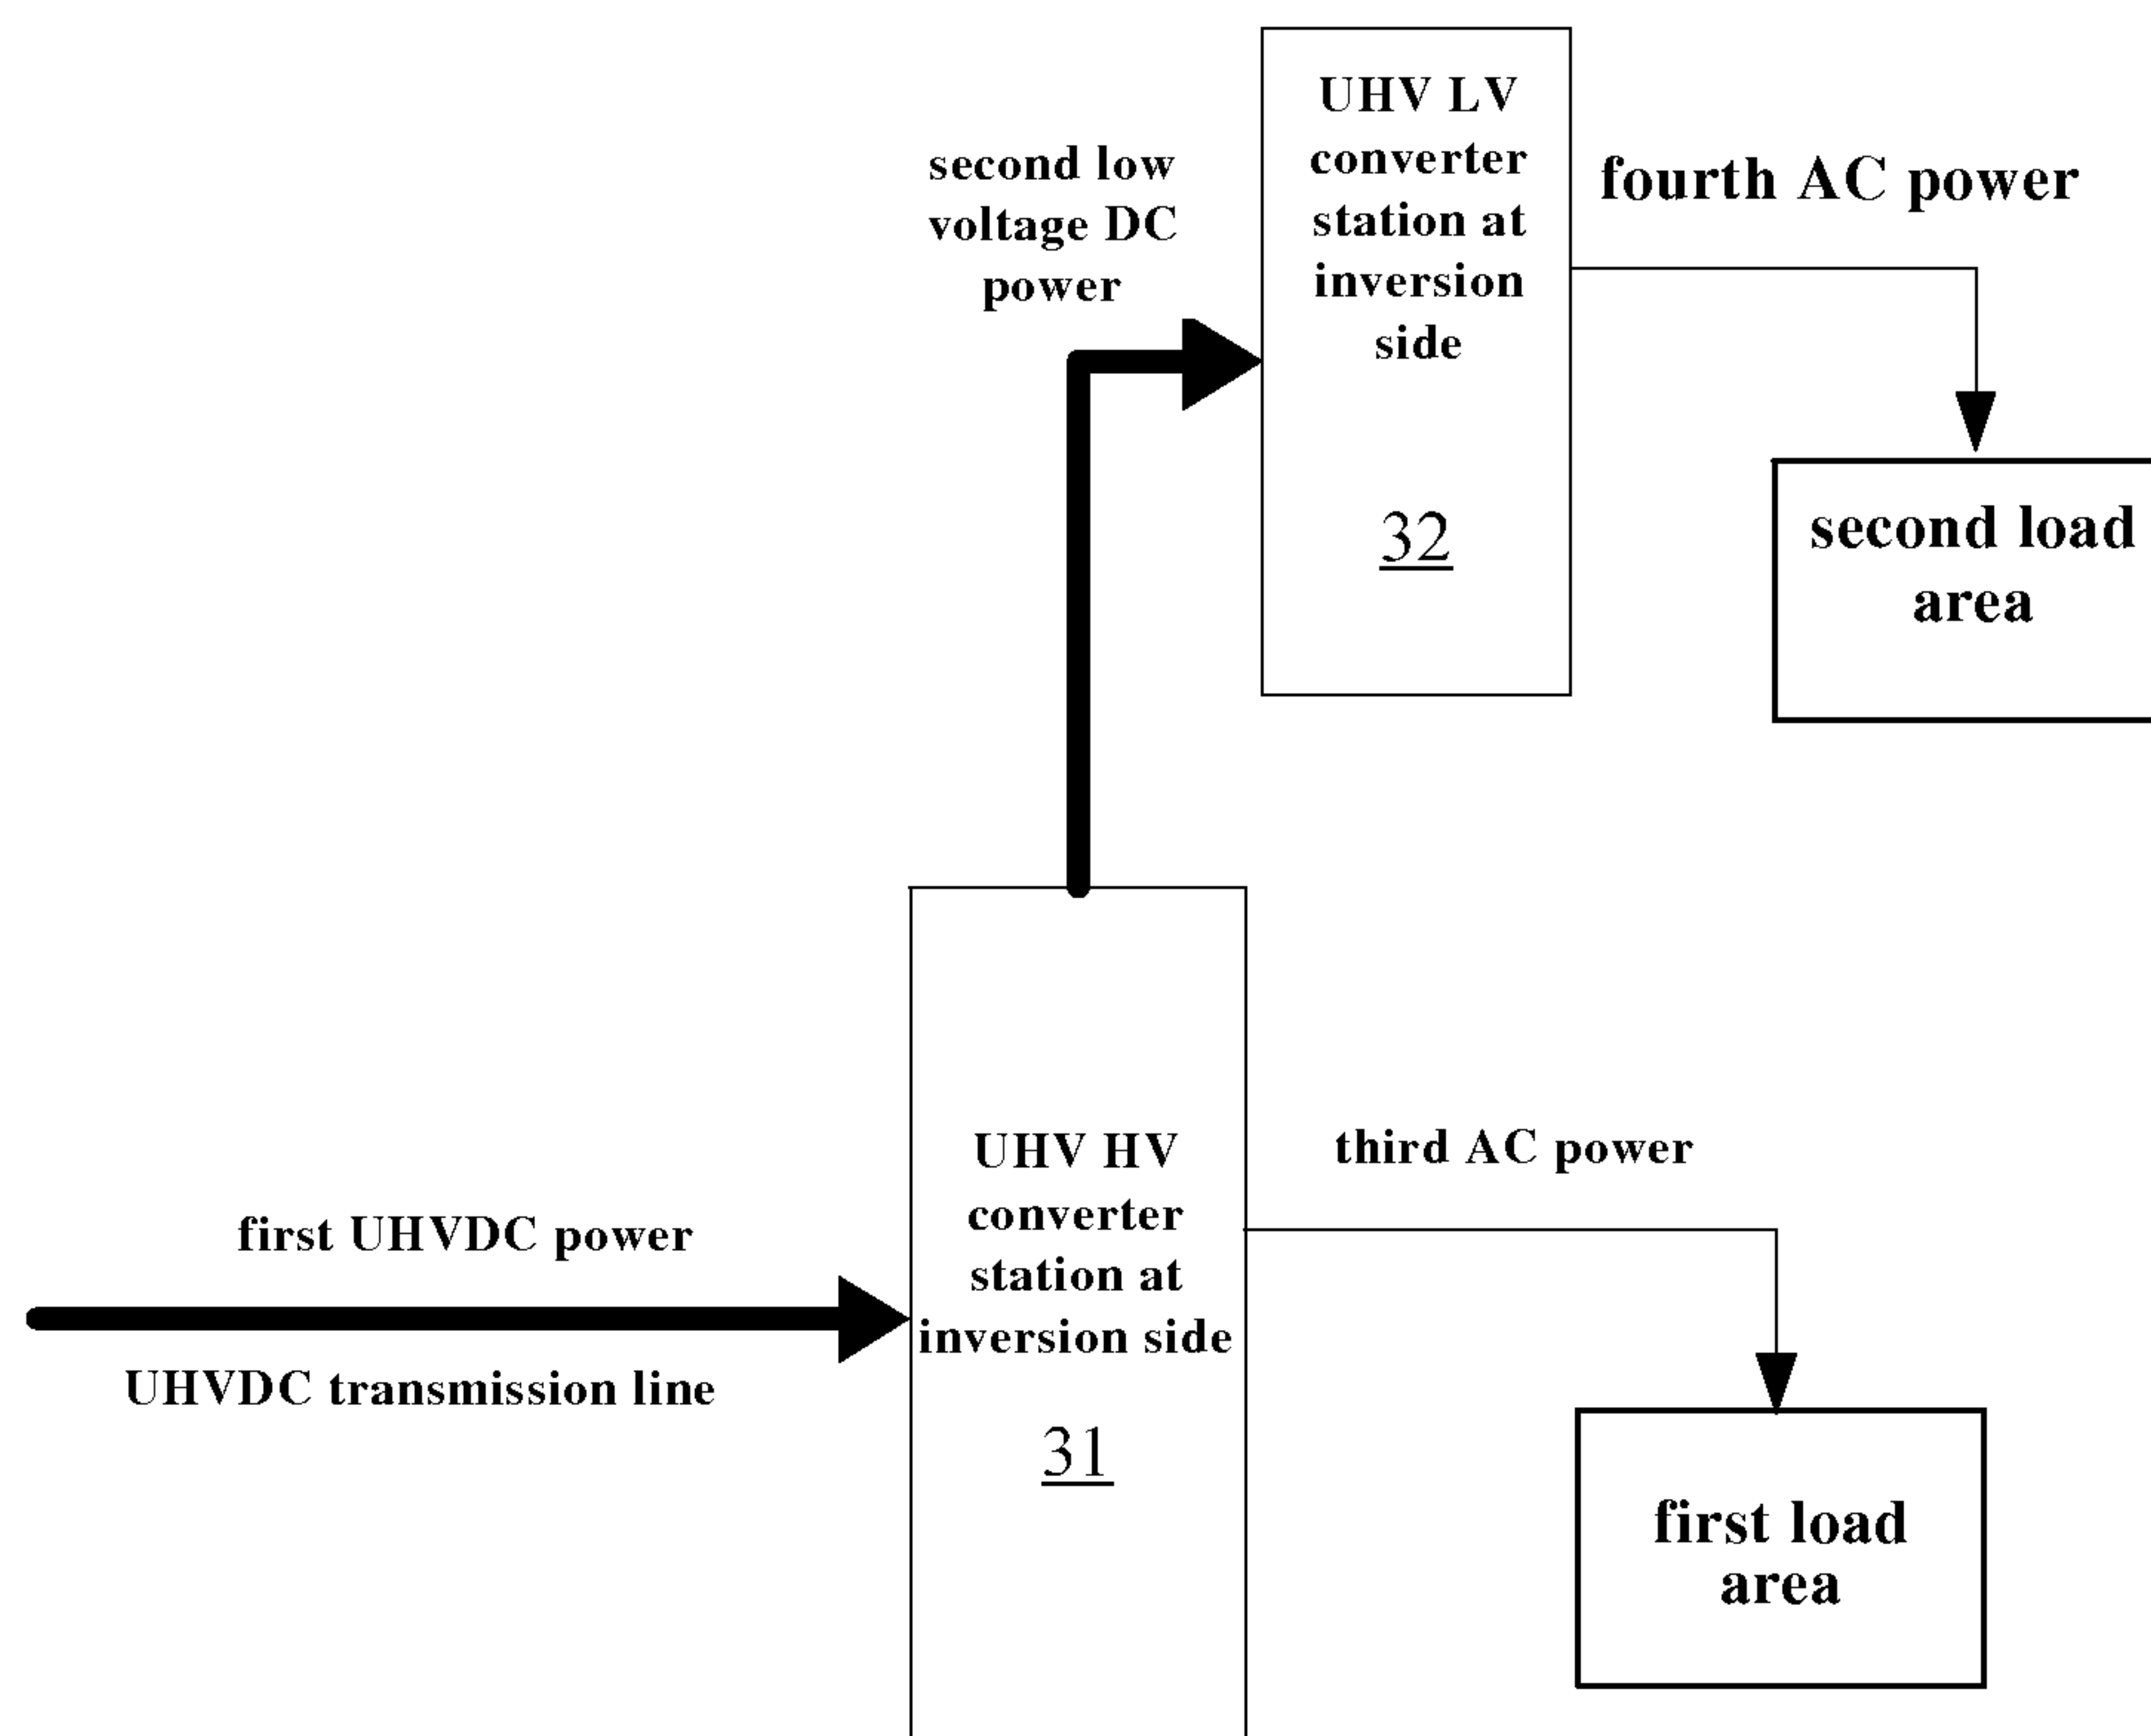 UHV LV
converter
station at
inversion
side
32
second low
voltage DC
power
fourth AC power
second load
area
first UHVDC power
UHVDC transmission line
UHV HV
converter
station at
inversion side
31
third AC power
first load
area